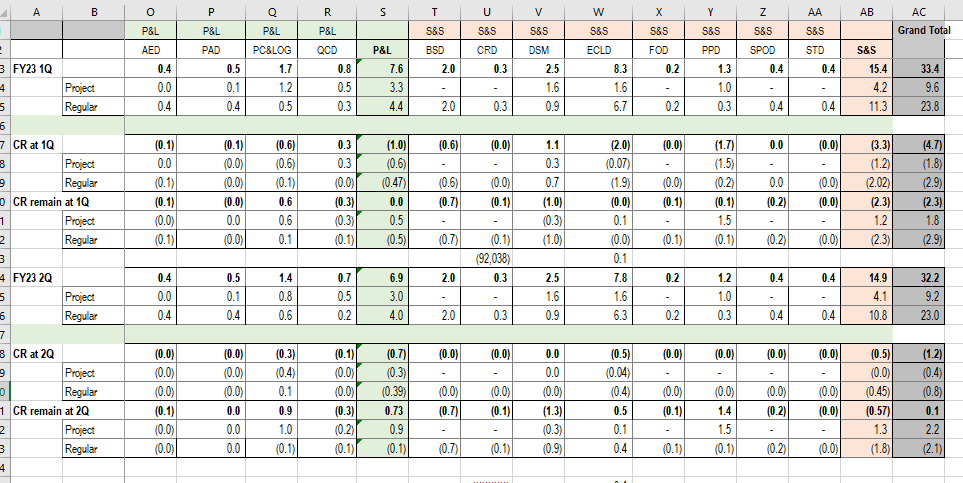 A B O P Q R S T U V W X Y Z AA AB AC
P&L P&L P&L P&L S&S S&S S&S S&S S&S S&S S&S S&S Grand Total
2 AED PAD PC&LOG QCD P&L BSD CRD DSM ECLD FOD PPD SPOD STD S&S
3 FY23 1Q 0.4 0.5 1.7 0.8 7.6 2.0 0.3 2.5 8.3 0.2 1.3 0.4 0.4 15.4 33.4
4 Project 0.0 0.1 1.2 0.5 3.3 - - 1.6 1.6 - 1.0 - - 4.2 9.6
5 Regular 0.4 0.4 0.5 0.3 4.4 2.0 0.3 0.9 6.7 0.2 0.3 0.4 0.4 11.3 23.8
6
7 CR at 1Q (0.1) (0.1) (0.6) 0.3 (1.0) (0.6) (0.0) 1.1 (2.0) (0.0) (1.7) 0.0 (0.0) (3.3) (4.7)
8 Project 0.0 (0.0) (0.6) 0.3 (0.6) - - 0.3 (0.07) - (1.5) - - (1.2) (1.8)
9 Regular (0.1) (0.0) (0.1) (0.0) (0.47) (0.6) (0.0) 0.7 (1.9) (0.0) (0.2) 0.0 (0.0) (2.02) (2.9)
0 CR remain at 1Q (0.1) (0.0) 0.6 (0.3) 0.0 (0.7) (0.1) (1.0) (0.0) (0.1) (0.1) (0.2) (0.0) (2.3) (2.3)
1 Project (0.0) (0.0) 0.6 (0.3) 0.5 - - (0.3) 0.1 - 1.5 - - 1.2 1.8
2 Regular (0.1) (0.0) 0.1 (0.1) (0.5) (0.7) (0.1) (1.0) (0.0) (0.1) (0.1) (0.2) (0.0) (2.3) (2.9)
3 (92,038) 0.1
4 FY23 2Q 0.4 0.5 1.4 0.7 6.9 2.0 0.3 2.5 7.8 0.2 1.2 0.4 0.4 14.9 32.2
5 Project 0.0 0.1 0.8 0.5 3.0 - - 1.6 1.6 - 1.0 - - 4.1 9.2
6 Regular 0.4 0.4 0.6 0.2 4.0 2.0 0.3 0.9 6.3 0.2 0.3 0.4 0.4 10.8 23.0
7
8 CR at 2Q (0.0) (0.0) (0.3) (0.1) (0.7) (0.0) (0.0) 0.0 (0.5) (0.0) (0.0) (0.0) (0.0) (0.5) (1.2)
9 Project (0.0) (0.0) (0.4) (0.0) (0.3) - - 0.0 (0.04) - - - - (0.0) (0.4)
0 Regular (0.0) (0.0) 0.1 (0.0) (0.39) (0.0) (0.0) (0.0) (0.4) (0.0) (0.0) (0.0) (0.0) (0.45) (0.8)
1 CR remain at 2Q (0.1) 0.0 0.9 (0.3) 0.73 (0.7) (0.1) (1.3) 0.5 (0.1) 1.4 (0.2) (0.0) (0.57) 0.1
2 Project (0.0) 0.0 1.0 (0.2) 0.9 - - (0.3) 0.1 - 1.5 - - 1.3 2.2
3 Regular (0.0) 0.0 (0.1) (0.1) (0.1) (0.7) (0.1) (0.9) 0.4 (0.1) (0.1) (0.2) (0.0) (1.8) (2.1)
4